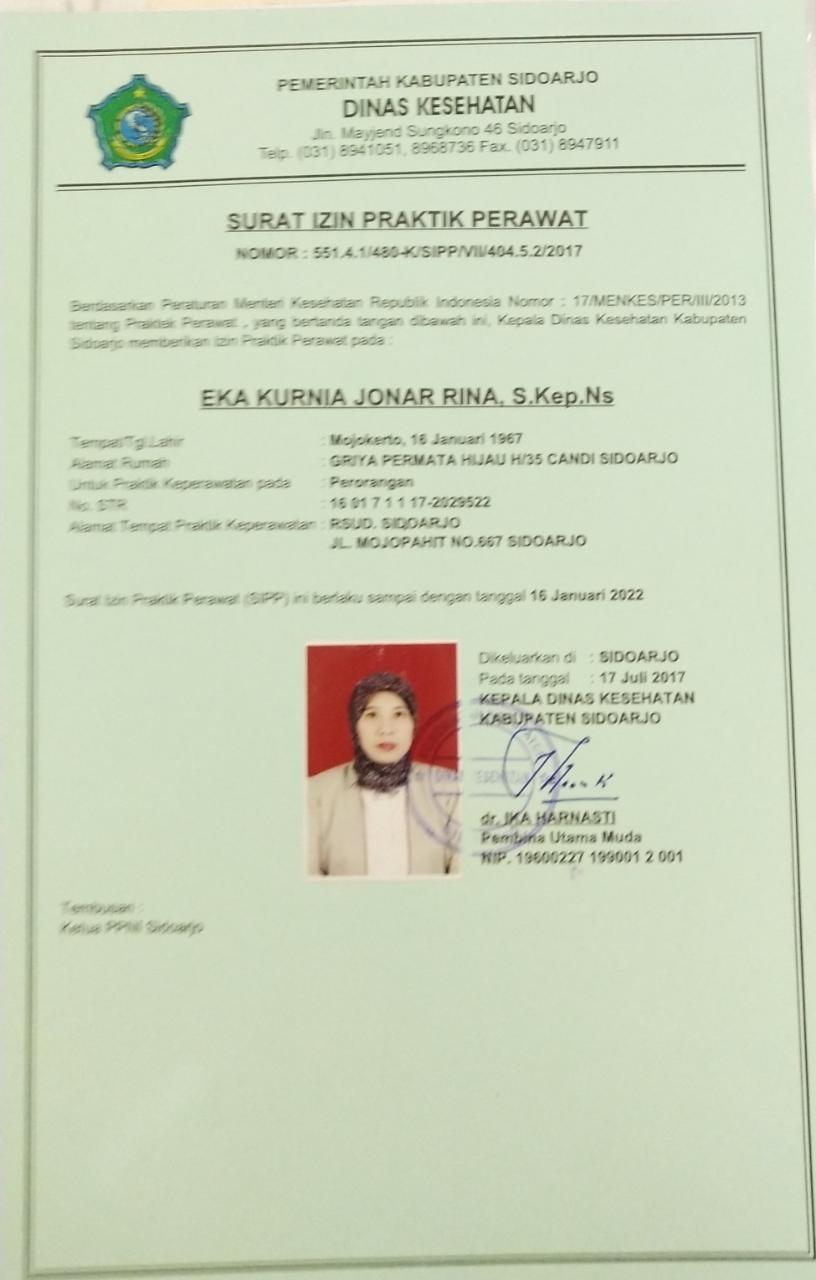 PEMERINTAH KABUPATEN SIDOARJO
DINAS KESEHATAN
Jln. Mayjend Sungkono 46 Sidoarjo
Telp. (031) 8941051, 8968736 Fax. (031) 8947911
SURAT IZIN PRAKTIK PERAWAT
NOMOR : 551.4.1/480-K/SIPP/VII/404.5.2/2017
Berdasarkan Peraturan Menteri Kesehatan Republik Indonesia Nomor : 17/MENKES/PER/III/2013
tentang Praktek Perawat , yang bertanda tangan dibawah ini, Kepala Dinas Kesehatan Kabupaten
Sidoarjo memberikan Izin Praktik Perawat pada :
EKA KURNIA JONAR RINA, S.Kep.Ns
Tempat/Tgl.Lahir : Mojokerto, 16 Januari 1967
Alamat Rumah : GRIYA PERMATA HIJAU H/35 CANDI SIDOARJO
Untuk Praktik Keperawatan pada : Perorangan
No. STR : 16 01 7 1 1 17-2029522
Alamat Tempat Praktik Keperawatan : RSUD. SIDOARJO
JL. MOJOPAHIT NO.667 SIDOARJO
Surat Izin Praktik Perawat (SIPP) ini berlaku sampai dengan tanggal 16 Januari 2022
Dikeluarkan di : SIDOARJO
Pada tanggal : 17 Juli 2017
KEPALA DINAS KESEHATAN
KABUPATEN SIDOARJO
DINAS KESEHATAN
dr. IKA HARNASTI
Pembina Utama Muda
NIP. 19600227 199001 2 001
Tembusan :
Ketua PPNI Sidoarjo